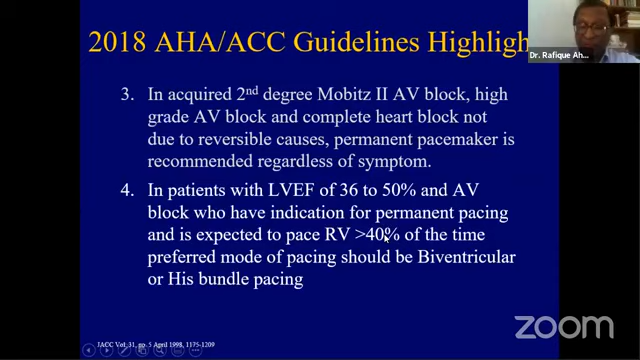 2018 AHA/ACC Guidelines Highligh
Dr. Rafique Ah...
3. In acquired 2nd degree Mobitz II AV block, high
grade AV block and complete heart block not
due to reversible causes, permanent pacemaker is
recommended regardless of symptom.
4. In patients with LVEF of 36 to 50% and AV
block who have indication for permanent pacing
and is expected to pace RV >40% of the time
preferred mode of pacing should be Biventricular
or His bundle pacing
zoom
JACC Vol. 31, no. 5 April 1998, 1175-1209